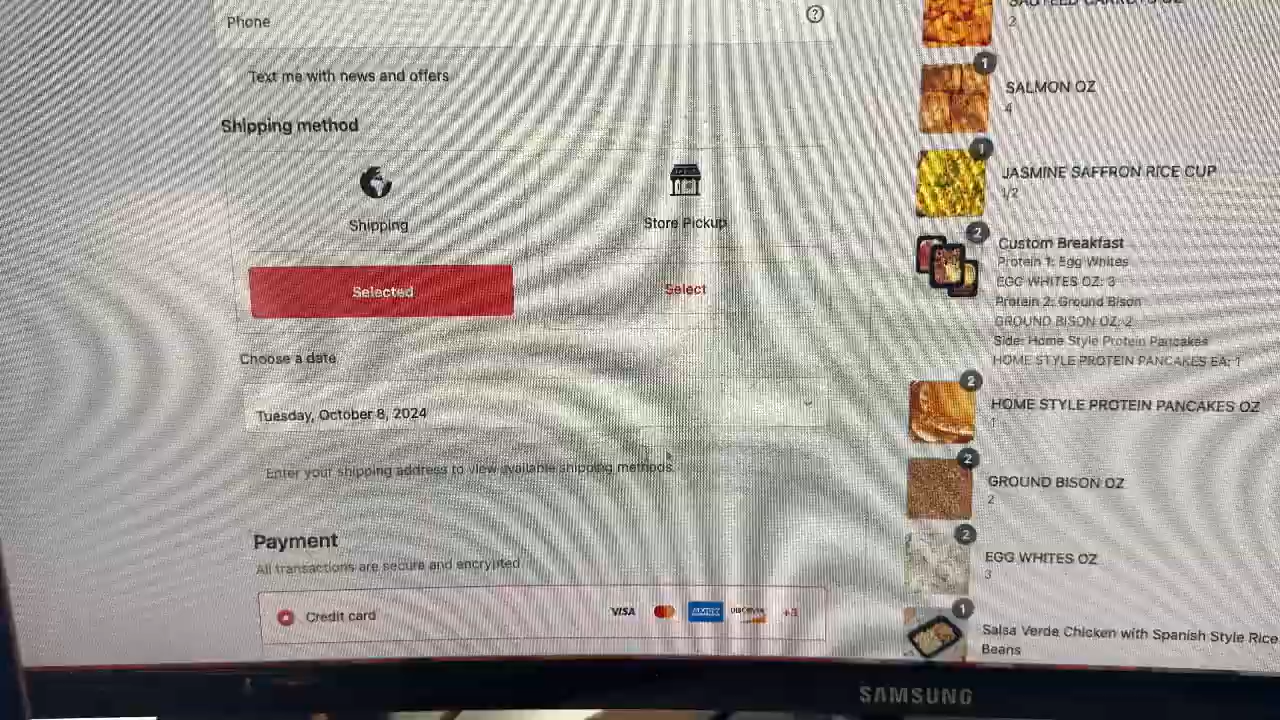 Phone
?
Text me with news and offers
Shipping method
Shipping
Store Pickup
Selected
Select
Choose a date
Tuesday, October 8, 2024
Enter your shipping address to view available shipping methods.
Payment
All transactions are secure and encrypted.
Credit card
VISA
AMEX
DISCOVER
+3
SAUTEED CARROTS OZ
2
1
SALMON OZ
4
1
JASMINE SAFFRON RICE CUP
1/2
2
Custom Breakfast
Protein 1: Egg Whites
EGG WHITES OZ: 3
Protein 2: Ground Bison
GROUND BISON OZ: 2
Side: Home Style Protein Pancakes
HOME STYLE PROTEIN PANCAKES EA: 1
2
HOME STYLE PROTEIN PANCAKES OZ
1
2
GROUND BISON OZ
2
2
EGG WHITES OZ
3
1
Salsa Verde Chicken with Spanish Style Rice
Beans
SAMSUNG